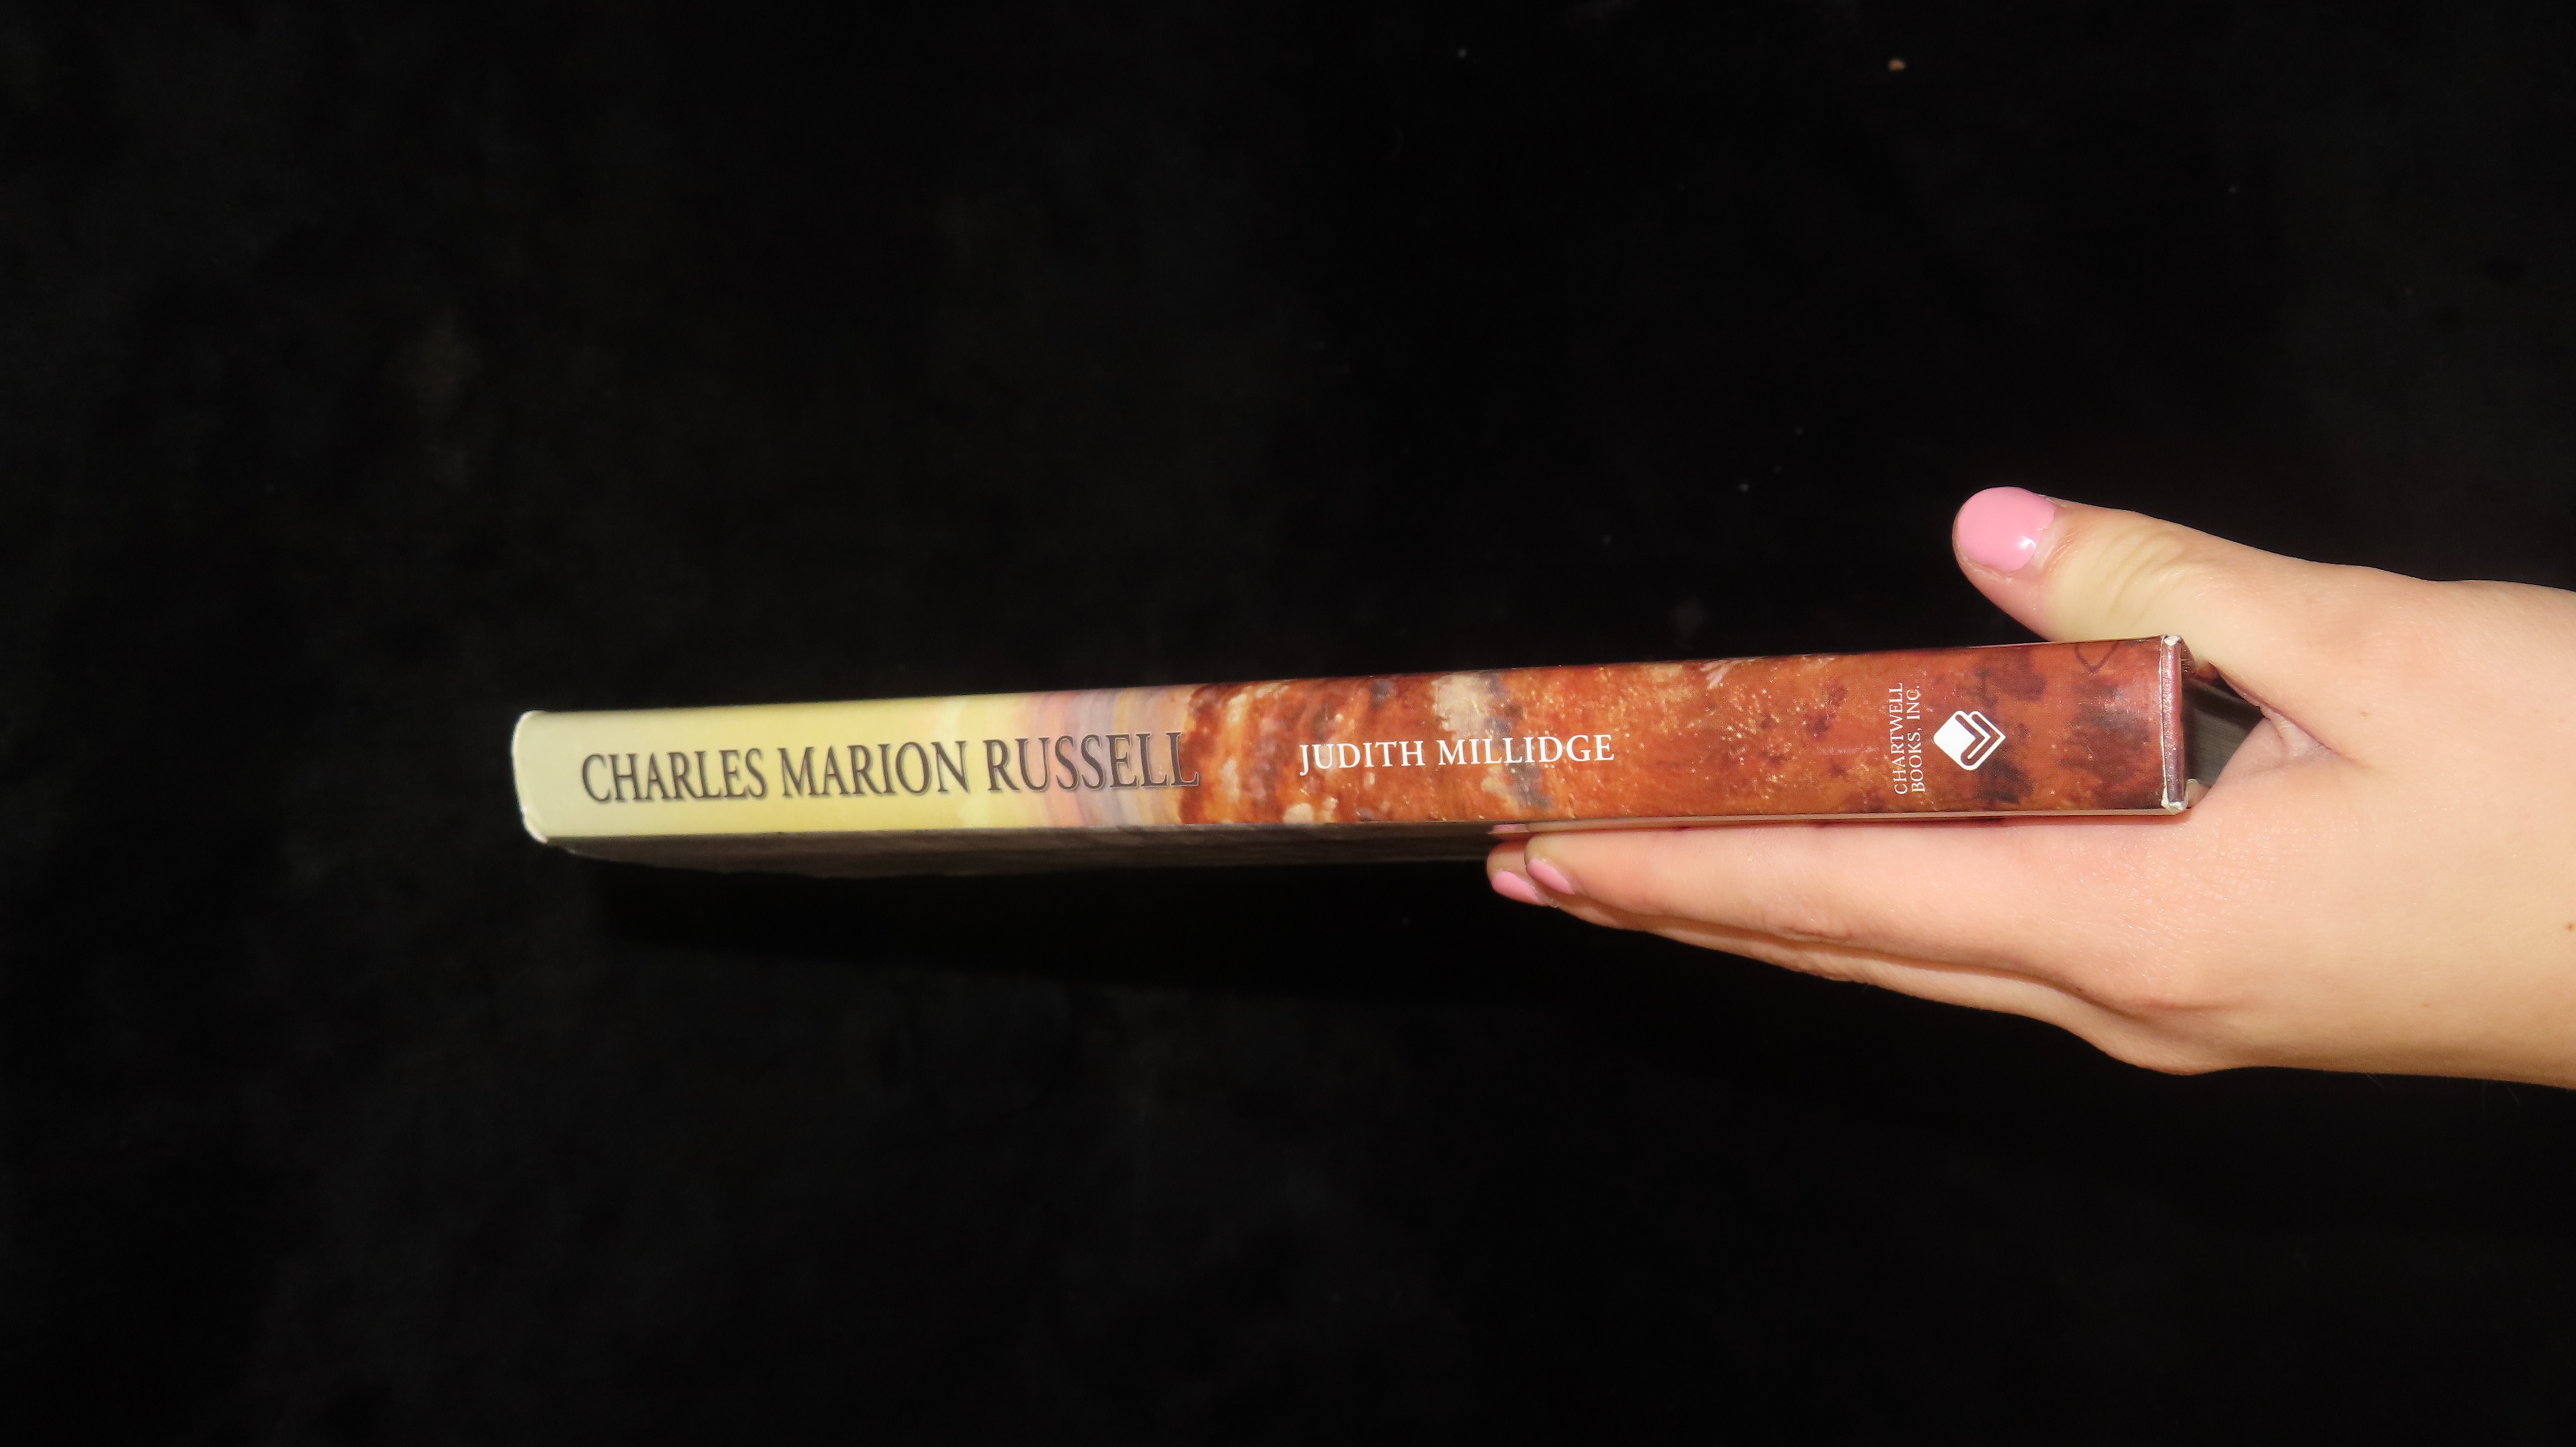 CHARLES MARION RUSSELL
JUDITH MILLIDGE
CHARTWELL
BOOKS, INC.